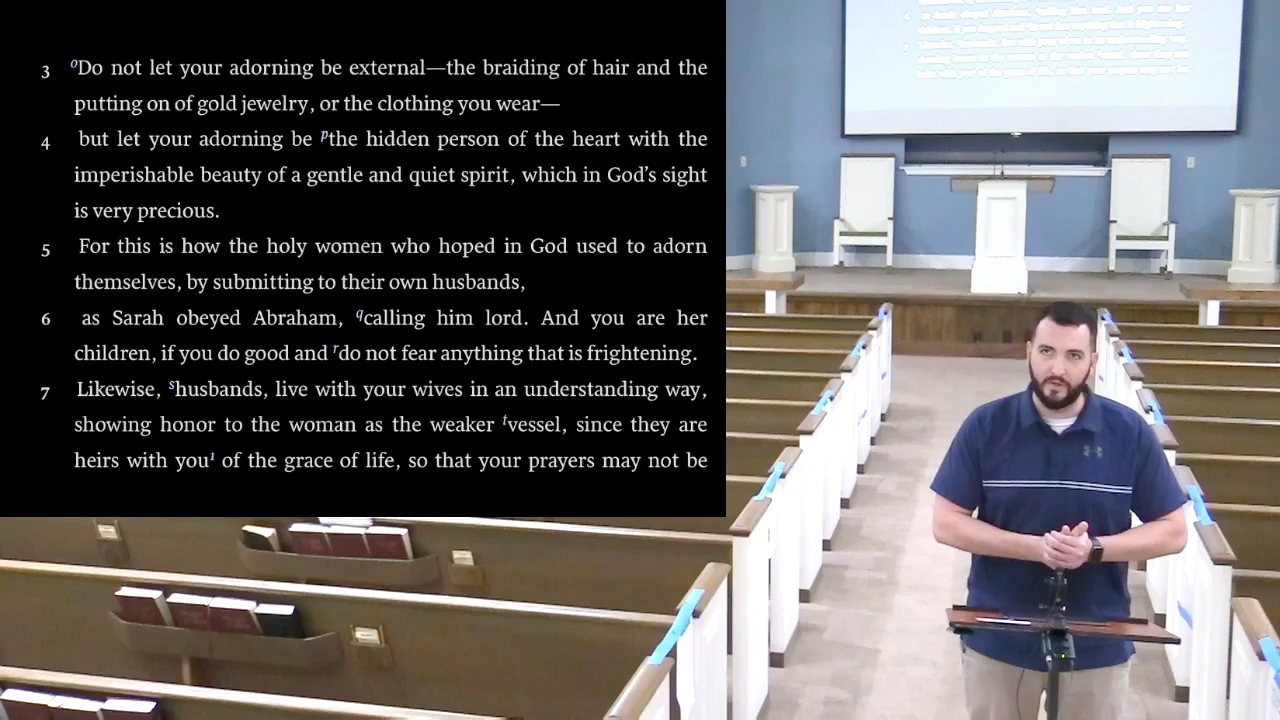 3 ᵒDo not let your adorning be external—the braiding of hair and the
putting on of gold jewelry, or the clothing you wear—
4 but let your adorning be ᵖthe hidden person of the heart with the
imperishable beauty of a gentle and quiet spirit, which in God’s sight
is very precious.
5 For this is how the holy women who hoped in God used to adorn
themselves, by submitting to their own husbands,
6 as Sarah obeyed Abraham, qcalling him lord. And you are her
children, if you do good and ʳdo not fear anything that is frightening.
7 Likewise, ˢhusbands, live with your wives in an understanding way,
showing honor to the woman as the weaker ᵗvessel, since they are
heirs with you¹ of the grace of life, so that your prayers may not be